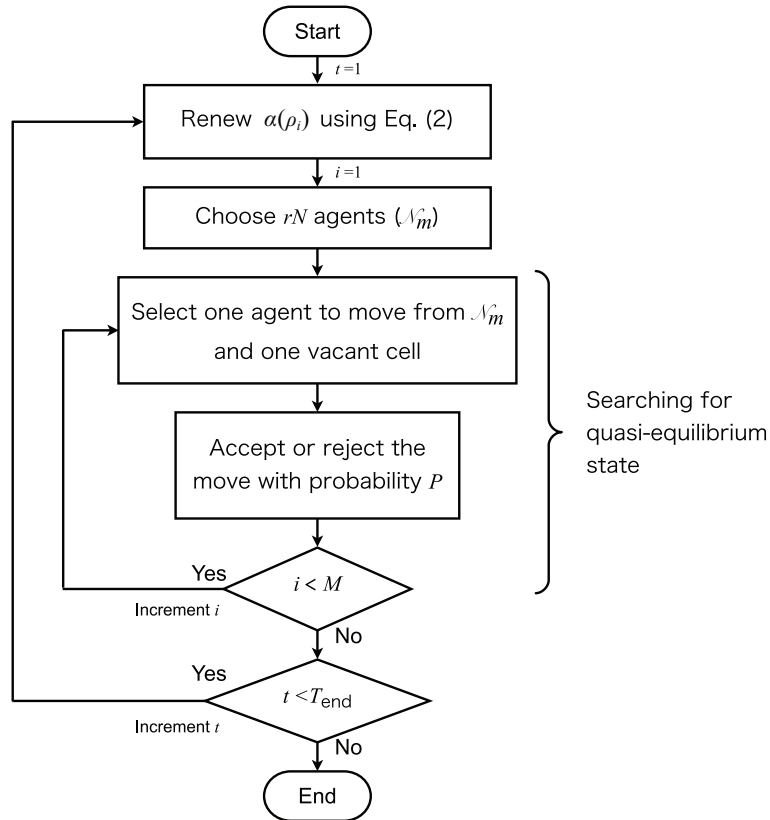 Start
t=1
Renew α(ρᵢ) using Eq. (2)
i=1
Choose rN agents (𝒩m)
Select one agent to move from 𝒩m
and one vacant cell
Accept or reject the
move with probability P
Searching for
quasi-equilibrium
state
Yes
i < M
Increment i
No
Yes
t <Tend
Increment t
No
End